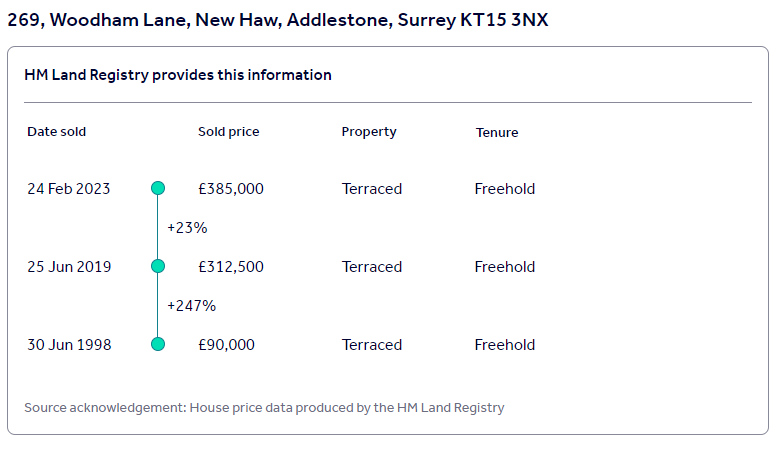 269, Woodham Lane, New Haw, Addlestone, Surrey KT15 3NX
HM Land Registry provides this information
Date sold Sold price Property Tenure
24 Feb 2023 £385,000 Terraced Freehold
+23%
25 Jun 2019 £312,500 Terraced Freehold
+247%
30 Jun 1998 £90,000 Terraced Freehold
Source acknowledgement: House price data produced by the HM Land Registry